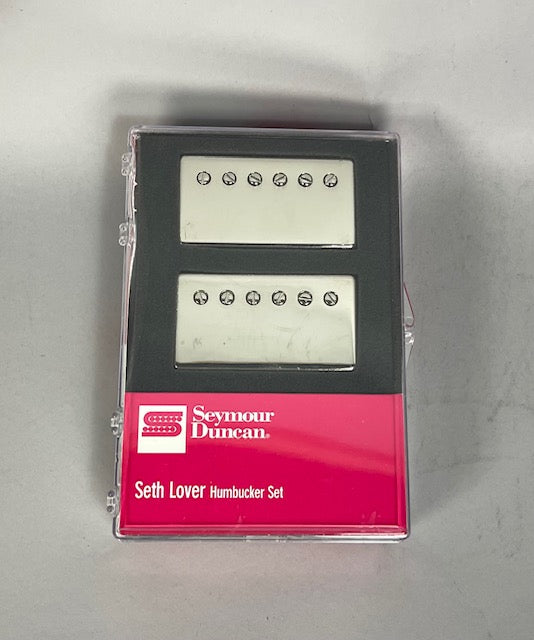 Seymour
Duncan®
Seth Lover Humbucker Set